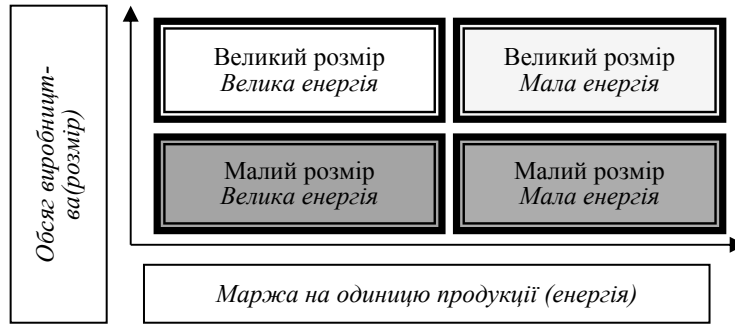 Обсяг виробницт-
ва(розмір)
Великий розмір
Велика енергія
Великий розмір
Мала енергія
Малий розмір
Велика енергія
Малий розмір
Мала енергія
Маржа на одиницю продукції (енергія)